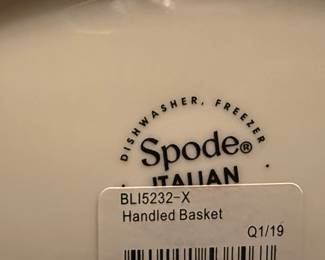 DISHWASHER, FREEZER
Spode®
ITALIAN
BLI5232-X
Handled Basket
Q1/19